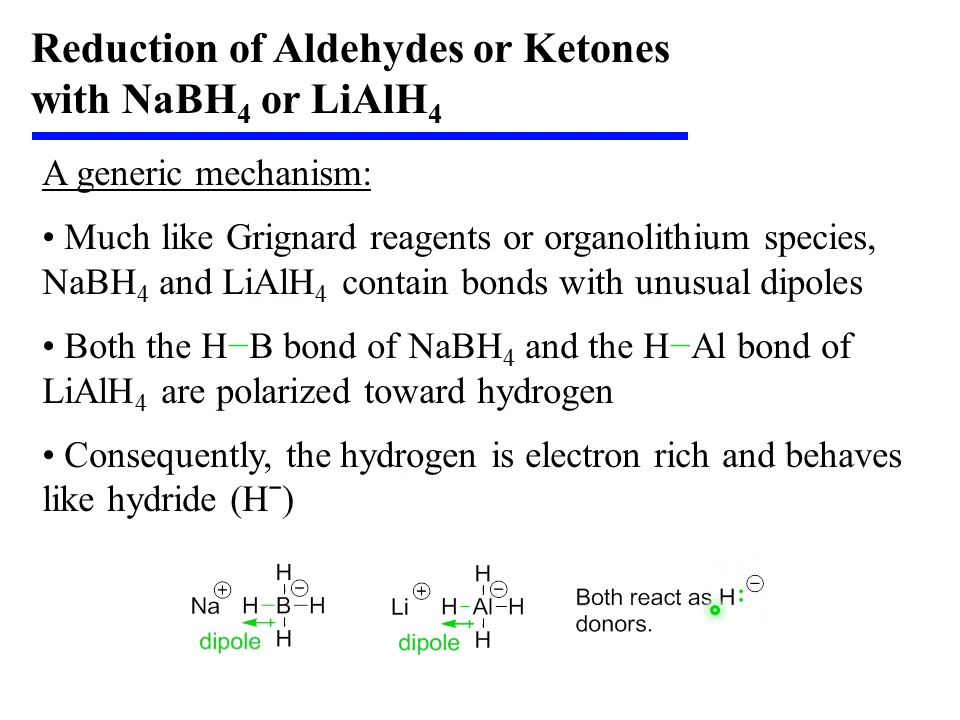 Reduction of Aldehydes or Ketones
with NaBH₄ or LiAlH₄
A generic mechanism:
• Much like Grignard reagents or organolithium species,
NaBH₄ and LiAlH₄ contain bonds with unusual dipoles
• Both the H−B bond of NaBH₄ and the H−Al bond of
LiAlH₄ are polarized toward hydrogen
• Consequently, the hydrogen is electron rich and behaves
like hydride (H⁻)
H H
Na ⊕ H−B−H ⊖ Li ⊕ H−Al−H ⊖ Both react as H: ⊖
dipole H dipole H donors.